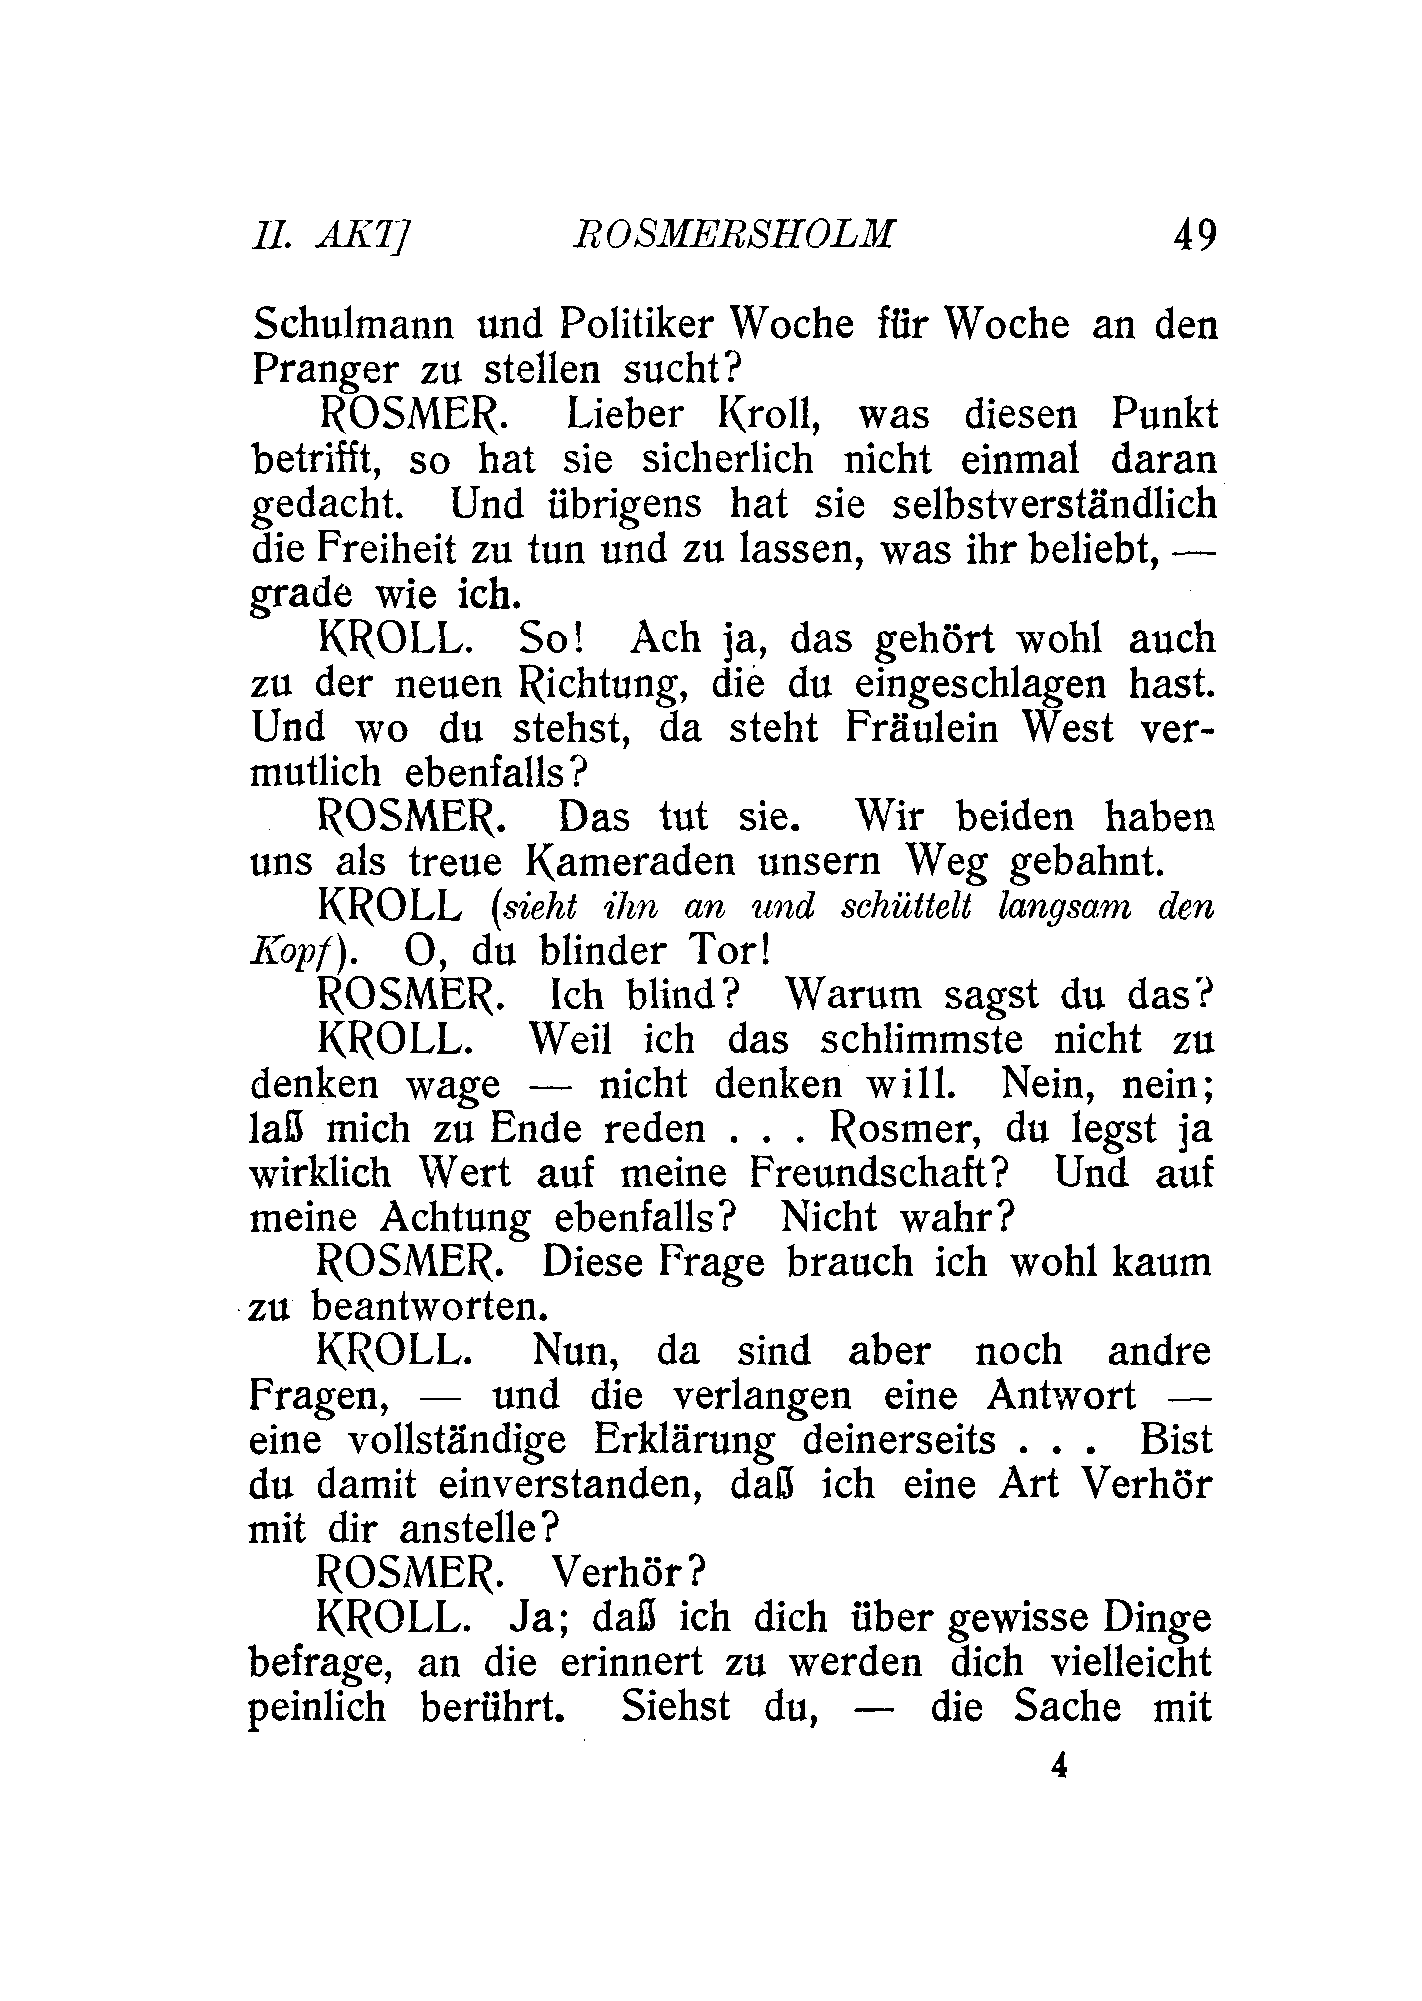 II. AKT] ROSMERSHOLM 49
Schulmann und Politiker Woche für Woche an den
Pranger zu stellen sucht?
ROSMER. Lieber Kroll, was diesen Punkt
betrifft, so hat sie sicherlich nicht einmal daran
gedacht. Und übrigens hat sie selbstverständlich
die Freiheit zu tun und zu lassen, was ihr beliebt, —
grade wie ich.
KROLL. So! Ach ja, das gehört wohl auch
zu der neuen Richtung, die du eingeschlagen hast.
Und wo du stehst, da steht Fräulein West ver-
mutlich ebenfalls?
ROSMER. Das tut sie. Wir beiden haben
uns als treue Kameraden unsern Weg gebahnt.
KROLL (sieht ihn an und schüttelt langsam den
Kopf). O, du blinder Tor!
ROSMER. Ich blind? Warum sagst du das?
KROLL. Weil ich das schlimmste nicht zu
denken wage — nicht denken will. Nein, nein;
laß mich zu Ende reden . . . Rosmer, du legst ja
wirklich Wert auf meine Freundschaft? Und auf
meine Achtung ebenfalls? Nicht wahr?
ROSMER. Diese Frage brauch ich wohl kaum
zu beantworten.
KROLL. Nun, da sind aber noch andre
Fragen, — und die verlangen eine Antwort —
eine vollständige Erklärung deinerseits . . . Bist
du damit einverstanden, daß ich eine Art Verhör
mit dir anstelle?
ROSMER. Verhör?
KROLL. Ja; daß ich dich über gewisse Dinge
befrage, an die erinnert zu werden dich vielleicht
peinlich berührt. Siehst du, — die Sache mit
4